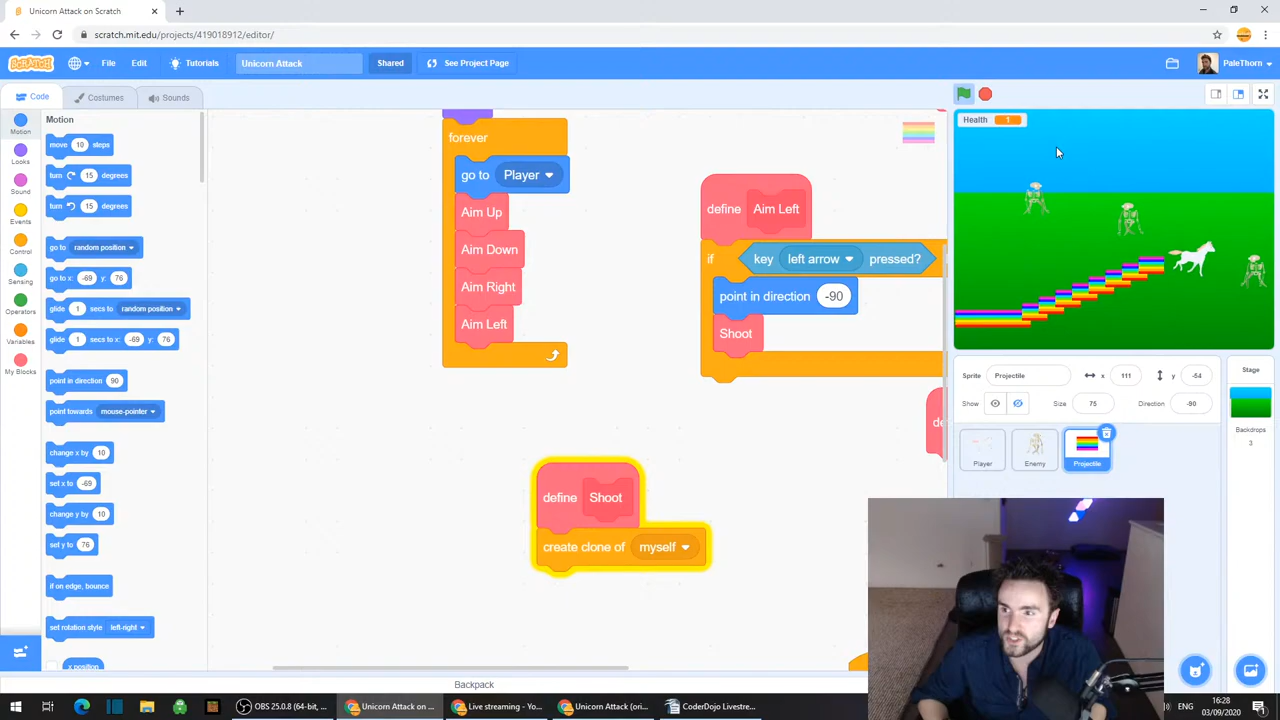 Unicorn Attack on Scratch
scratch.mit.edu/projects/419018912/editor/
SCRATCH
File
Edit
Tutorials
Unicorn Attack
Shared
See Project Page
PaleThorn
Code
Costumes
Sounds
Motion
Looks
Sound
Events
Control
Sensing
Operators
Variables
My Blocks
Motion
move 10 steps
turn 15 degrees
turn 15 degrees
go to random position
go to x: -69 y: 76
glide 1 secs to random position
glide 1 secs to x: -69 y: 76
point in direction 90
point towards mouse-pointer
change x by 10
set x to -69
change y by 10
set y to 76
if on edge, bounce
set rotation style left-right
x position
forever
go to Player
Aim Up
Aim Down
Aim Right
Aim Left
define Aim Left
if key left arrow pressed?
point in direction -90
Shoot
define Shoot
create clone of myself
Backpack
Health 1
Sprite Projectile x 111 y -54
Show Size 75 Direction -90
Player
Enemy
Projectile
Stage
Backdrops
3
OBS 25.0.8 (64-bit, ...
Unicorn Attack on ...
Live streaming - Yo...
Unicorn Attack (ori...
CoderDojo Livestre...
16:28
03/09/2020